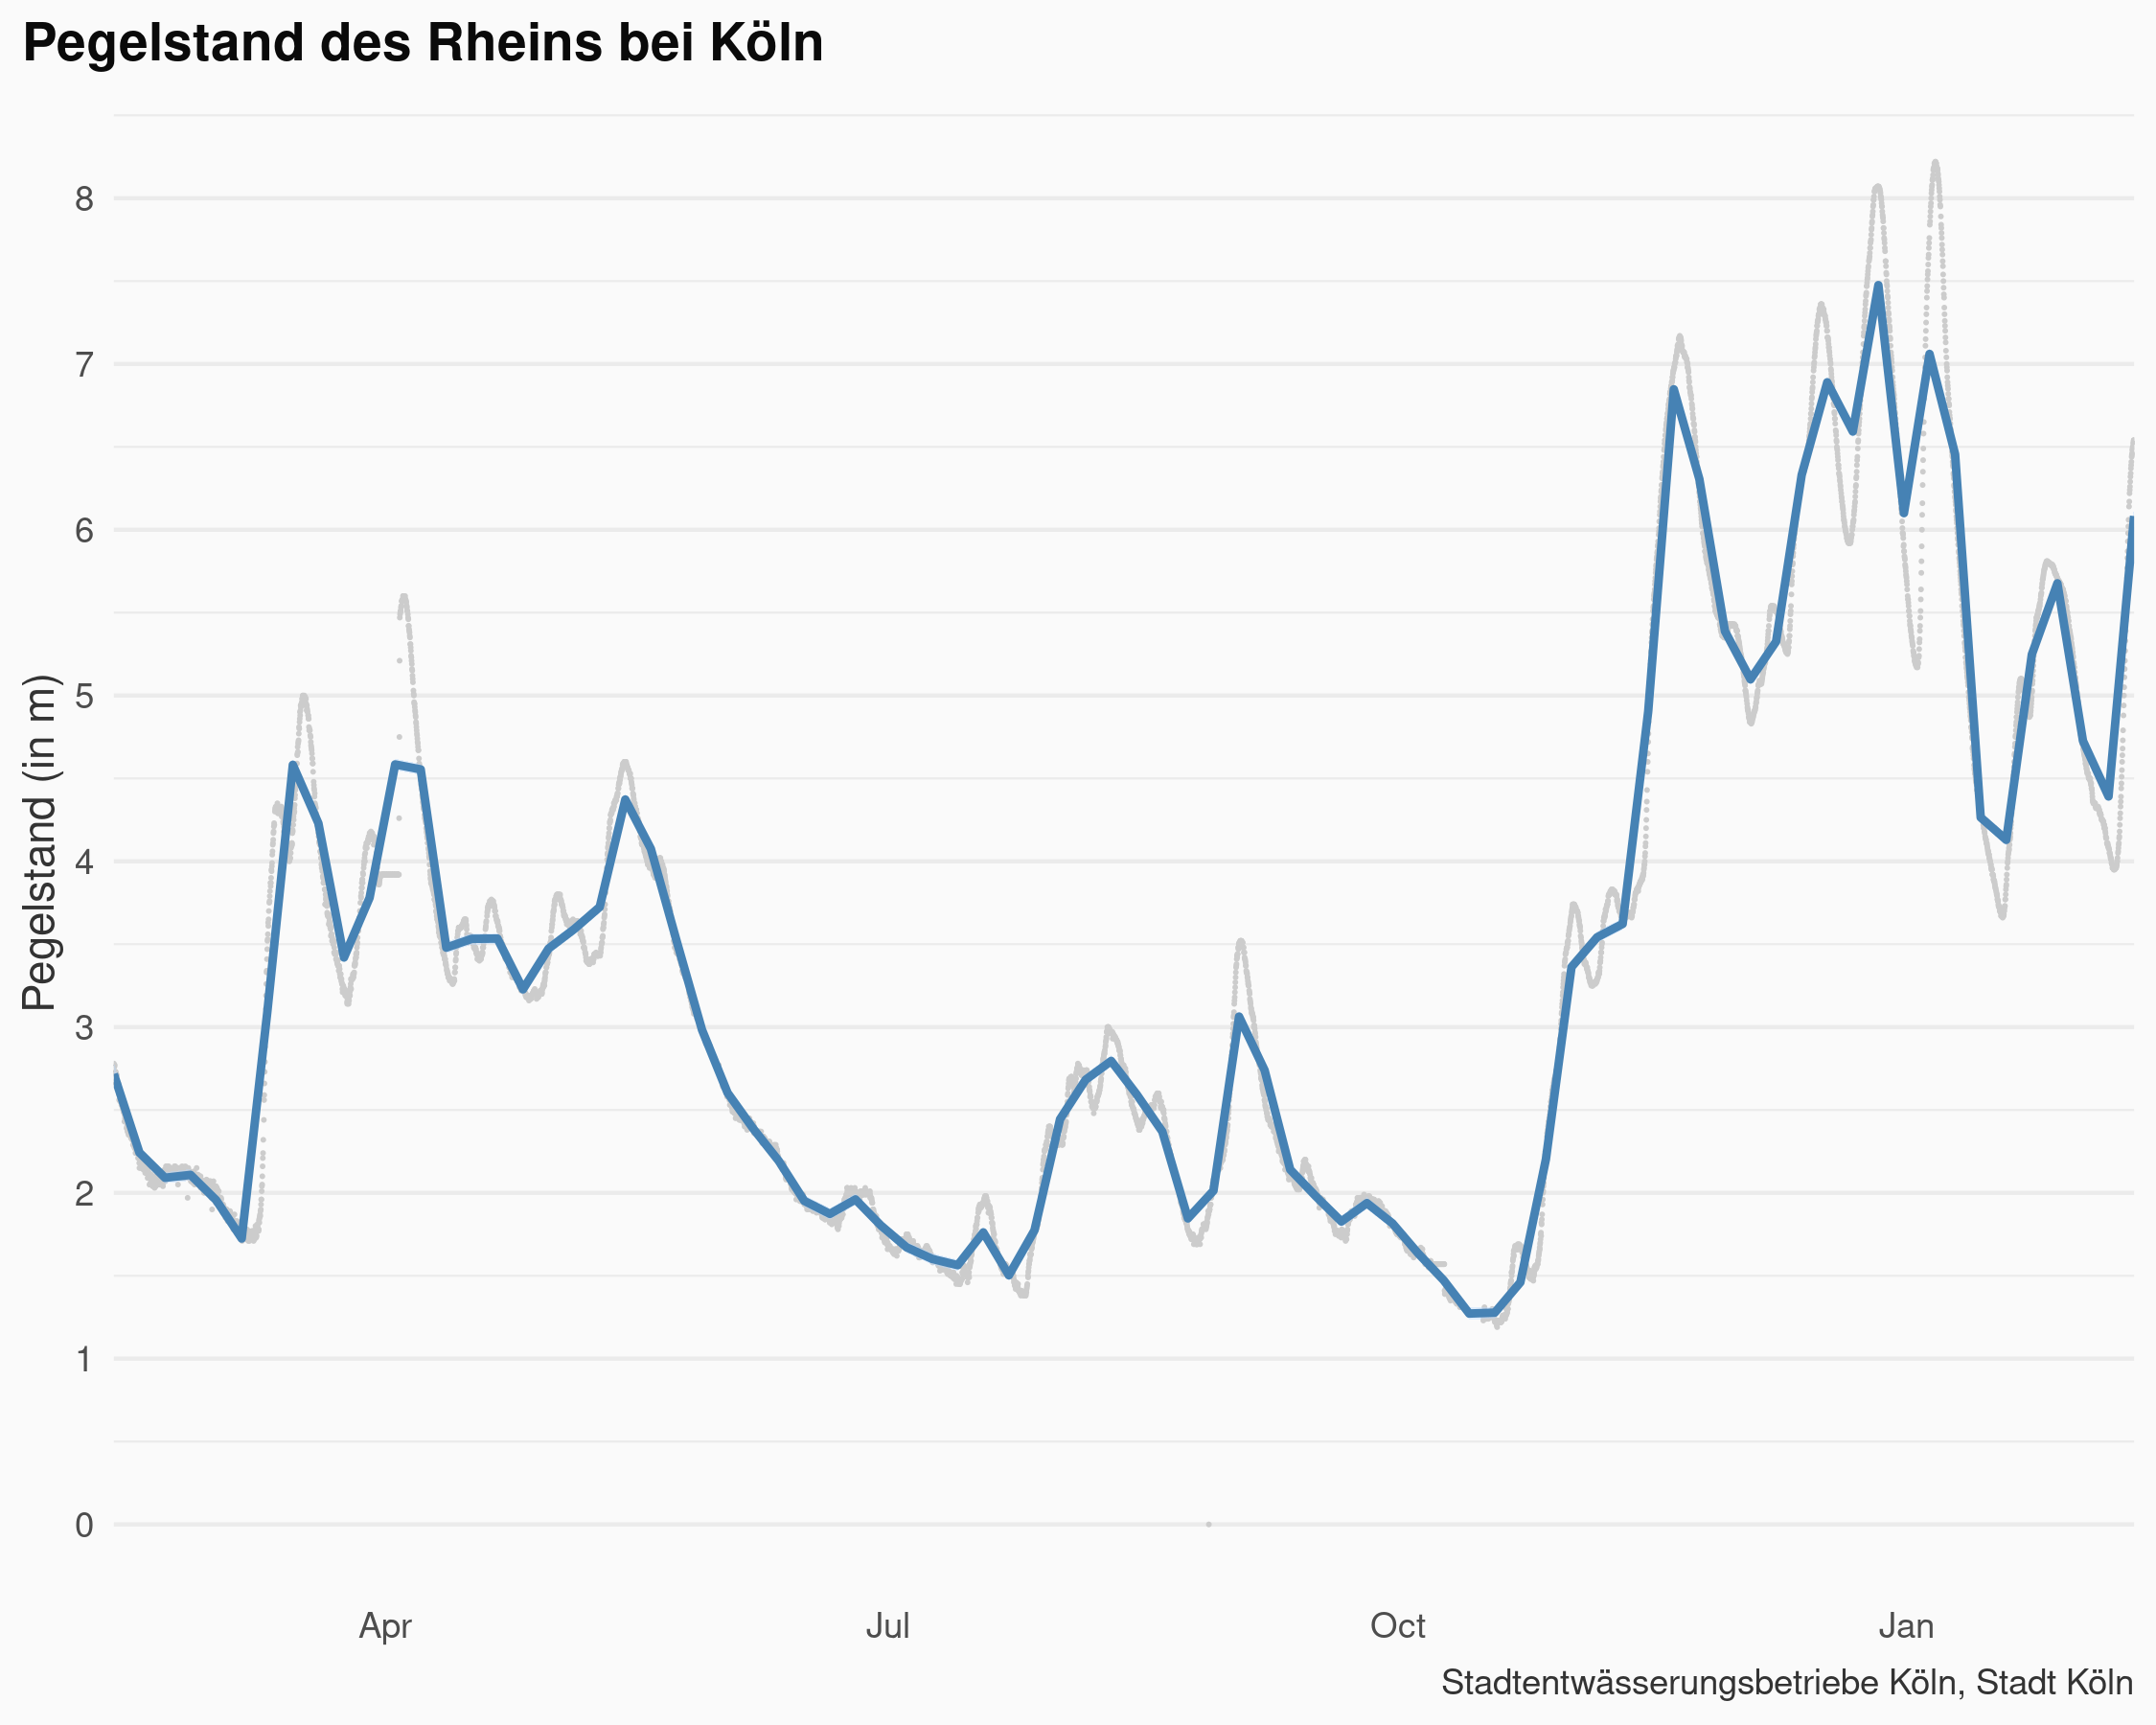 Pegelstand des Rheins bei Köln
Pegelstand (in m)
8
7
6
5
4
3
2
1
0
Apr Jul Oct Jan
Stadtentwässerungsbetriebe Köln, Stadt Köln